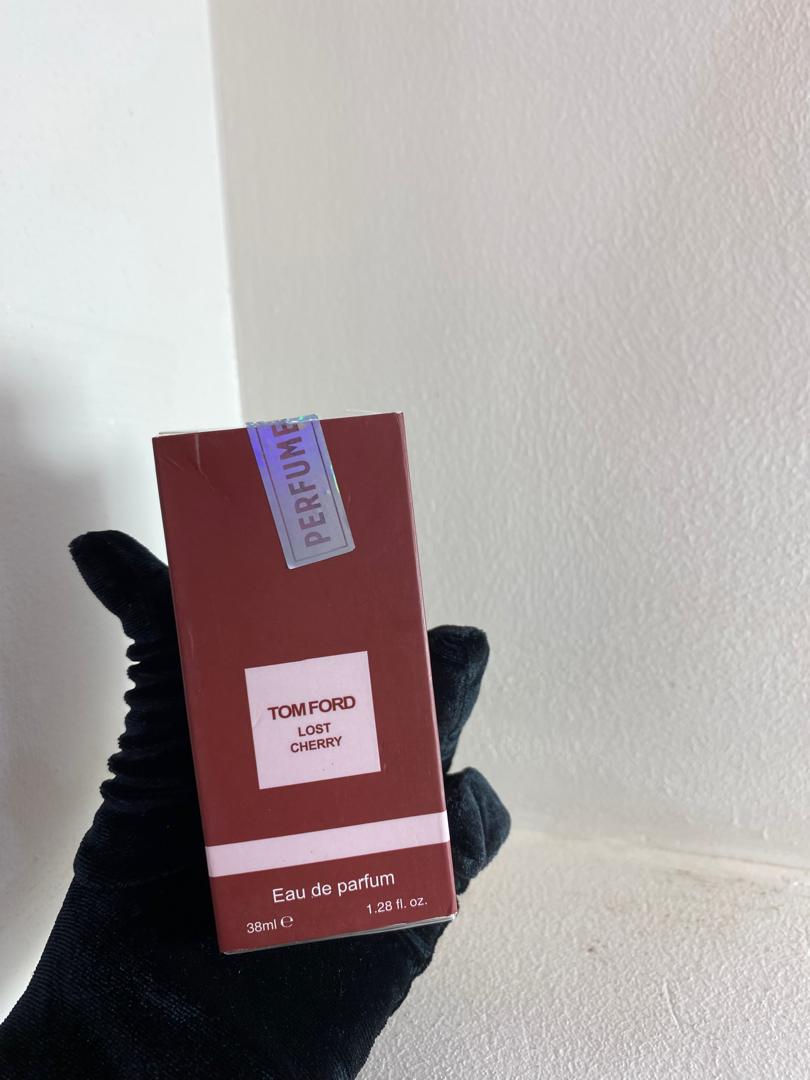 PERFUME
TOM FORD
LOST
CHERRY
Eau de parfum
38ml ℮
1.28 fl. oz.